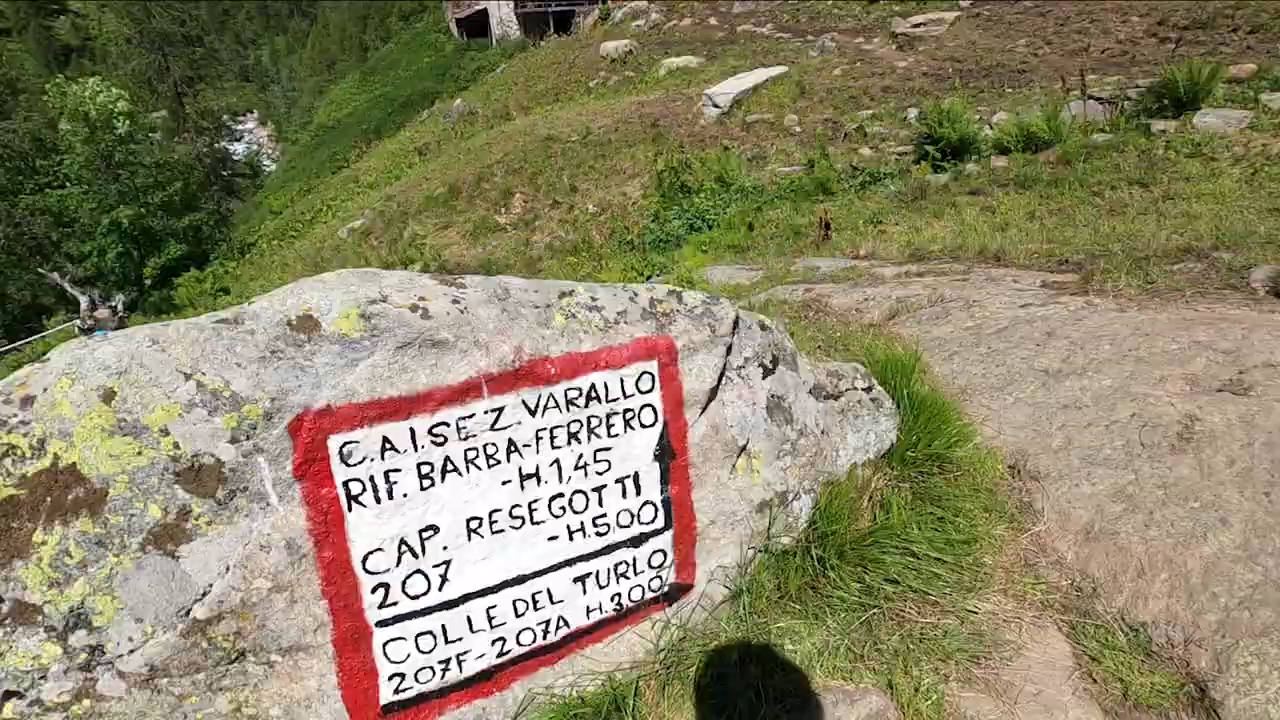 C.A.I. SEZ. VARALLO
RIF. BARBA-FERRERO
-H.1,45
CAP. RESEGOTTI
-H.5.00
207
COLLE DEL TURLO
207F-207A H.3,00